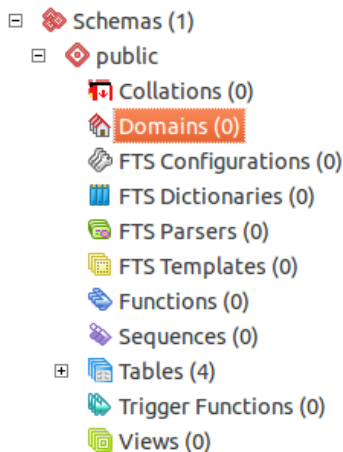 Schemas (1)
public
Collations (0)
Domains (0)
FTS Configurations (0)
FTS Dictionaries (0)
FTS Parsers (0)
FTS Templates (0)
Functions (0)
Sequences (0)
Tables (4)
Trigger Functions (0)
Views (0)